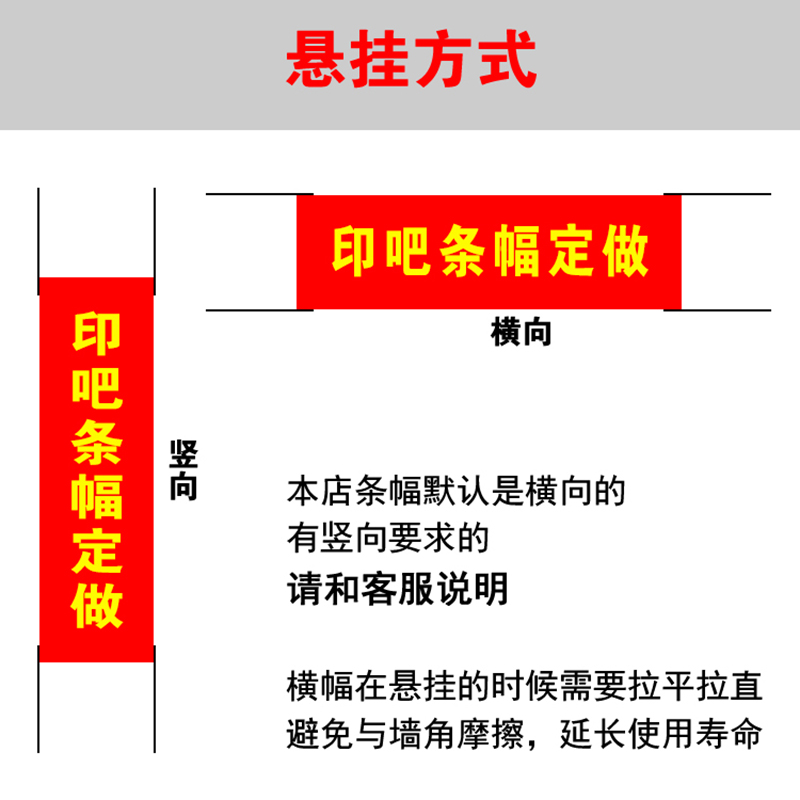 悬挂方式
印吧条幅定做
横向
印吧条幅定做
竖向
本店条幅默认是横向的
有竖向要求的
请和客服说明
横幅在悬挂的时候需要拉平拉直
避免与墙角摩擦，延长使用寿命